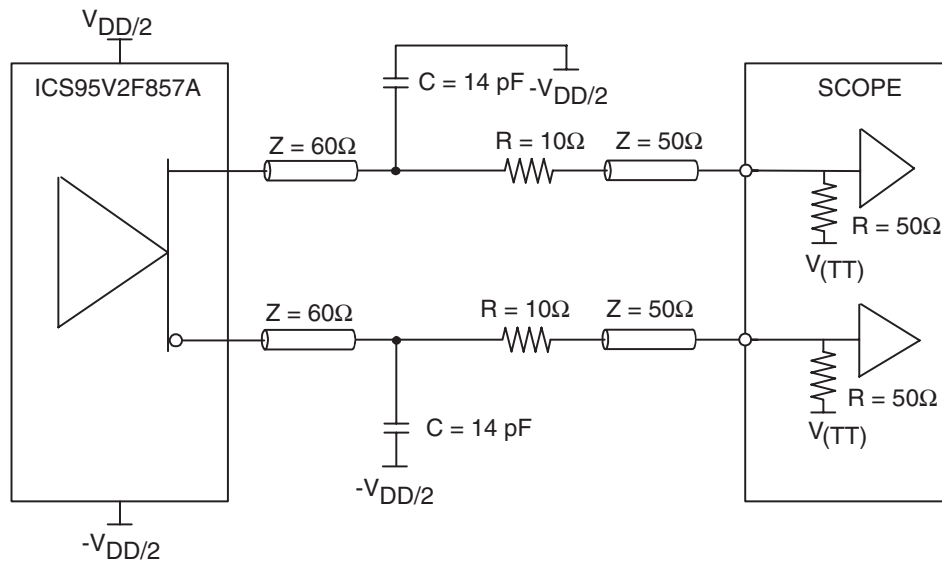 VDD/2
ICS95V2F857A
C = 14 pF
-VDD/2
SCOPE
Z = 60Ω
R = 10Ω
Z = 50Ω
R = 50Ω
V(TT)
Z = 60Ω
R = 10Ω
Z = 50Ω
R = 50Ω
V(TT)
C = 14 pF
-VDD/2
-VDD/2